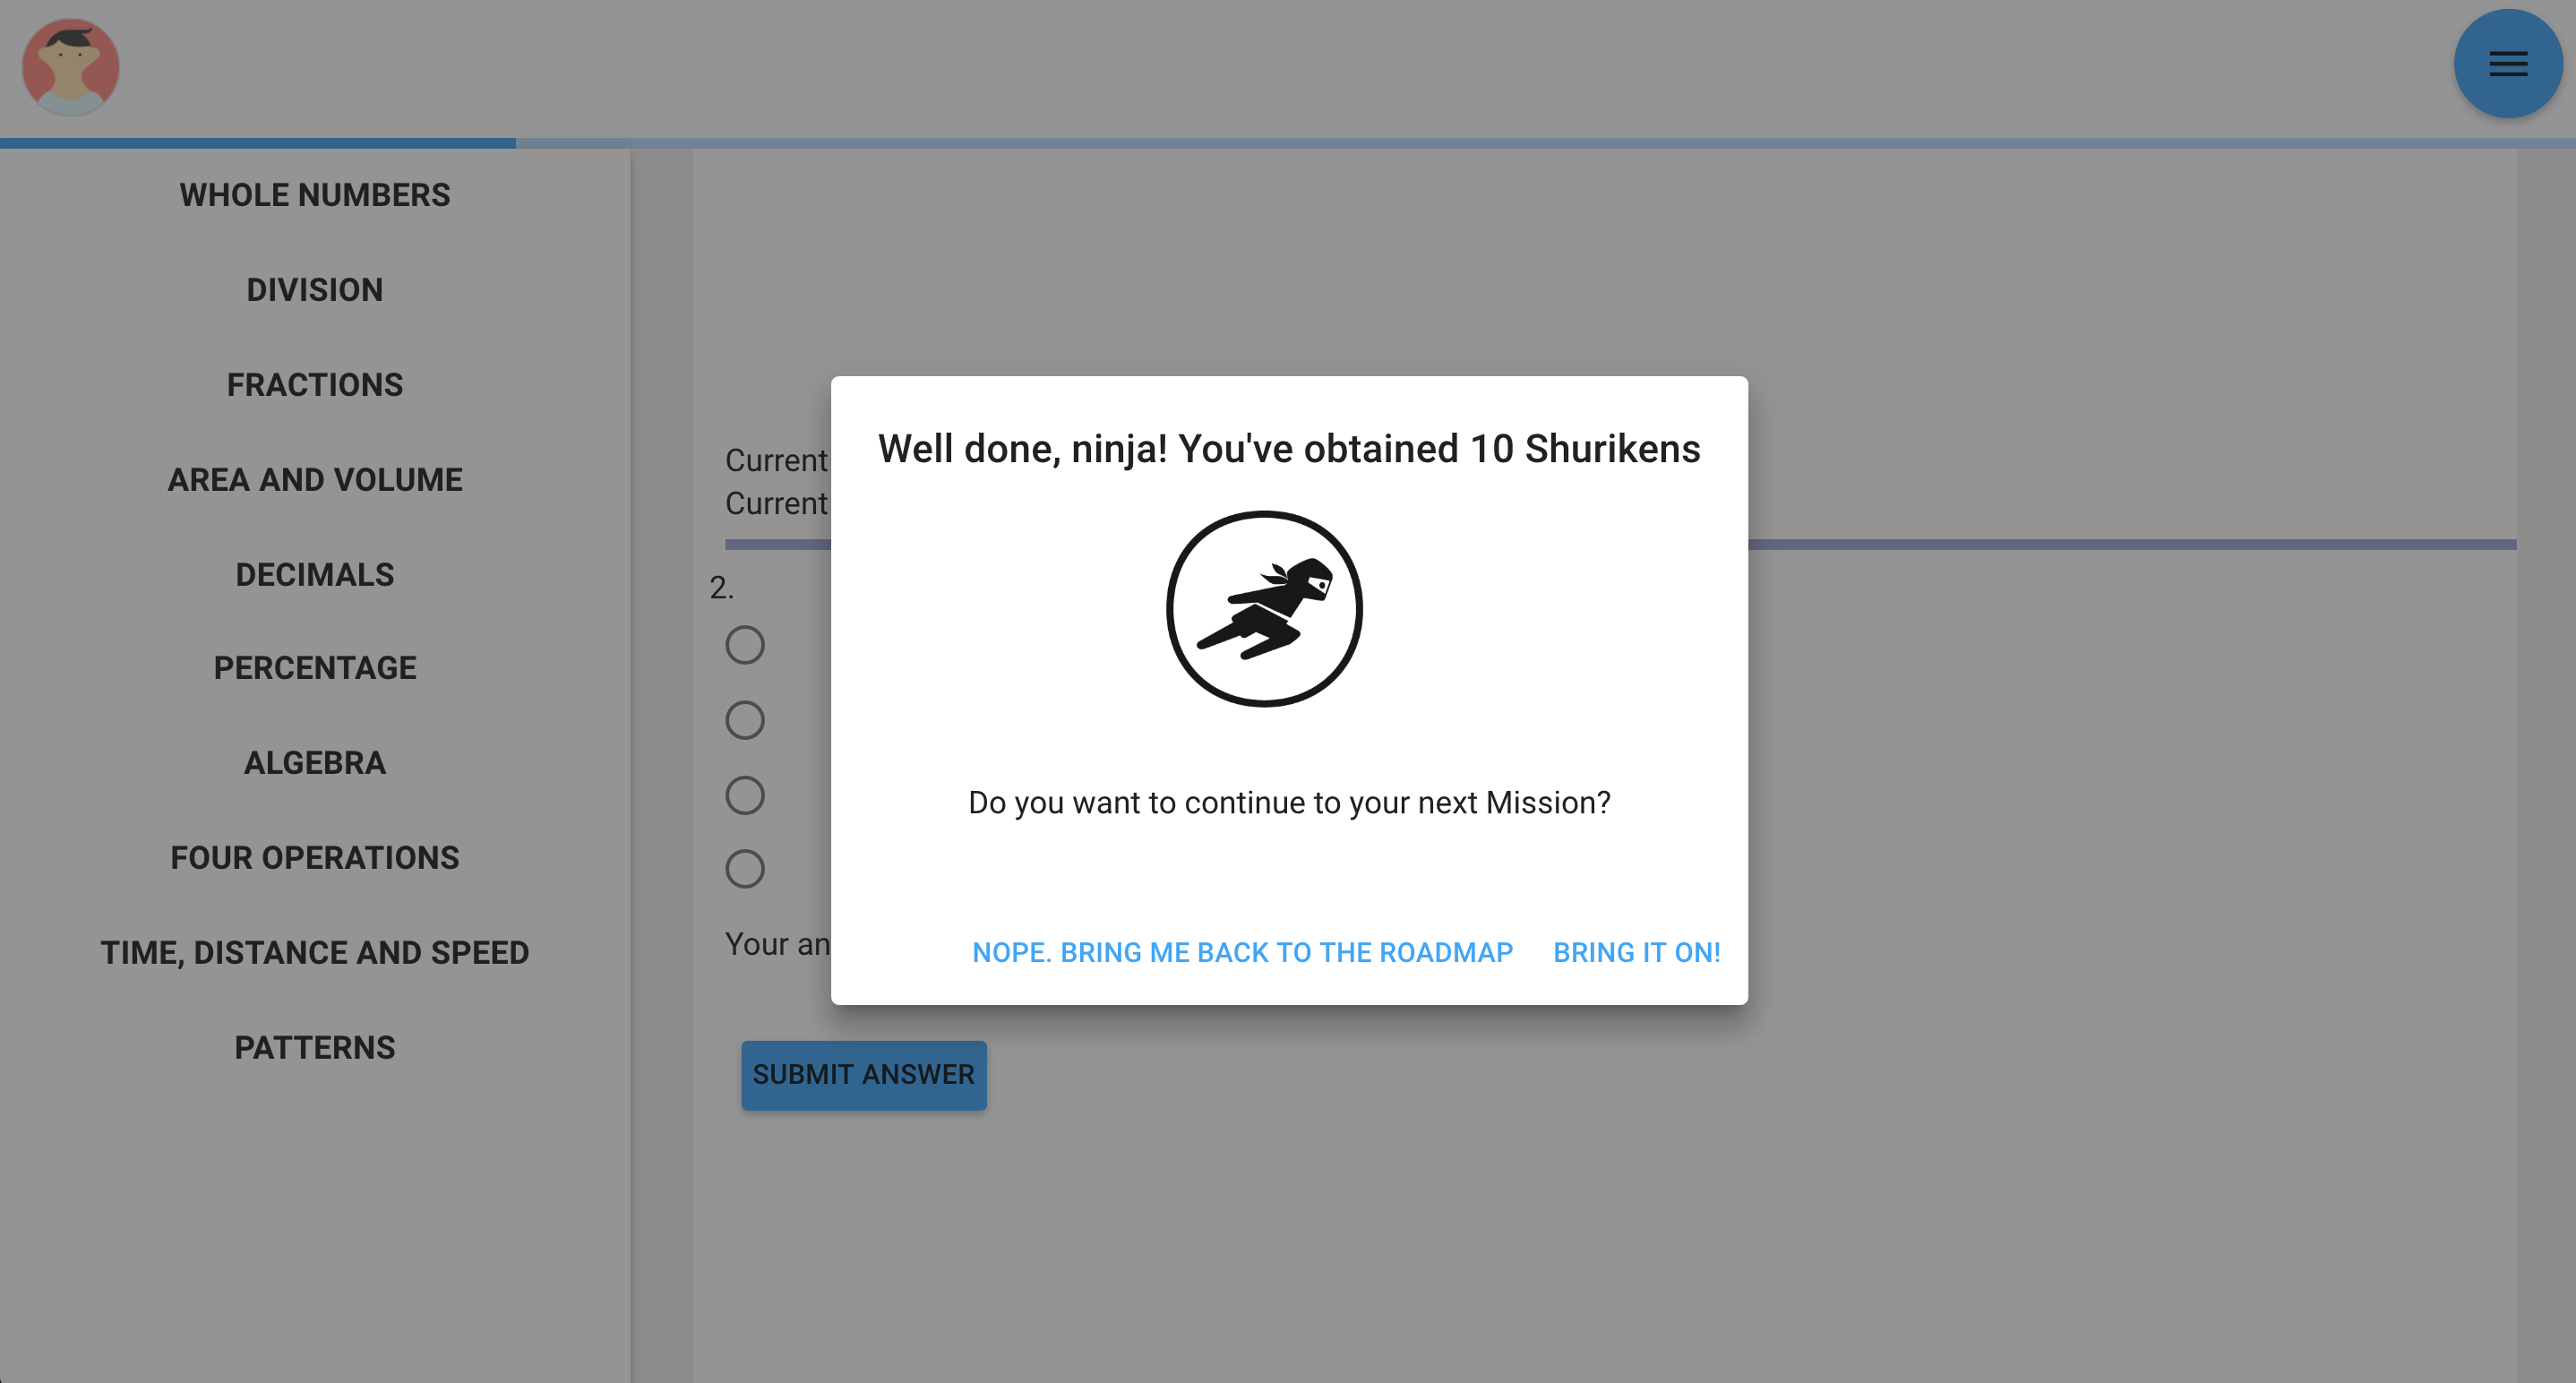 WHOLE NUMBERS
DIVISION
FRACTIONS
AREA AND VOLUME
DECIMALS
PERCENTAGE
ALGEBRA
FOUR OPERATIONS
TIME, DISTANCE AND SPEED
PATTERNS
Current
Current
2.
Your an
SUBMIT ANSWER
Well done, ninja! You've obtained 10 Shurikens
Do you want to continue to your next Mission?
NOPE. BRING ME BACK TO THE ROADMAP
BRING IT ON!